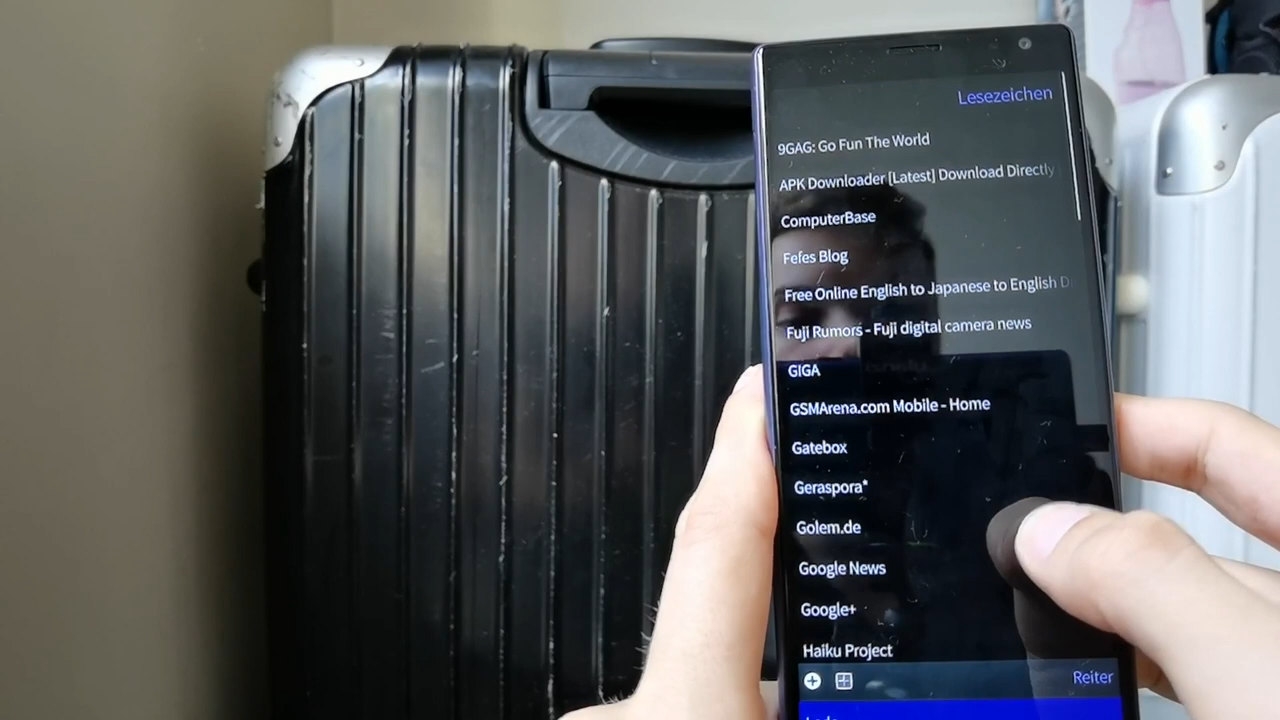 Lesezeichen
9GAG: Go Fun The World
APK Downloader [Latest] Download Directly
ComputerBase
Fefes Blog
Free Online English to Japanese to English D
Fuji Rumors - Fuji digital camera news
GIGA
GSMArena.com Mobile - Home
Gatebox
Geraspora*
Golem.de
Google News
Google+
Haiku Project
Reiter